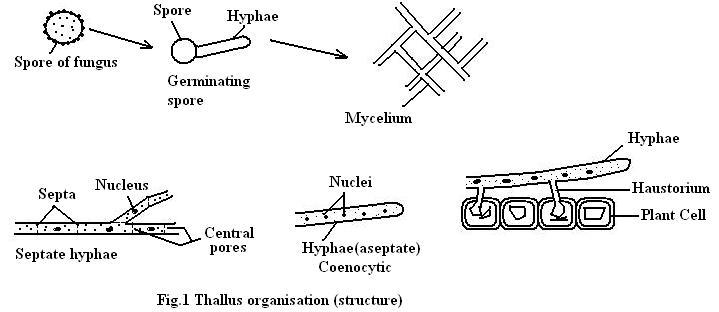 Spore
Hyphae
Spore of fungus
Germinating
spore
Mycelium
Hyphae
Haustorium
Plant Cell
Septa
Nucleus
Central
pores
Septate hyphae
Nuclei
Hyphae(aseptate)
Coenocytic
Fig.1 Thallus organisation (structure)